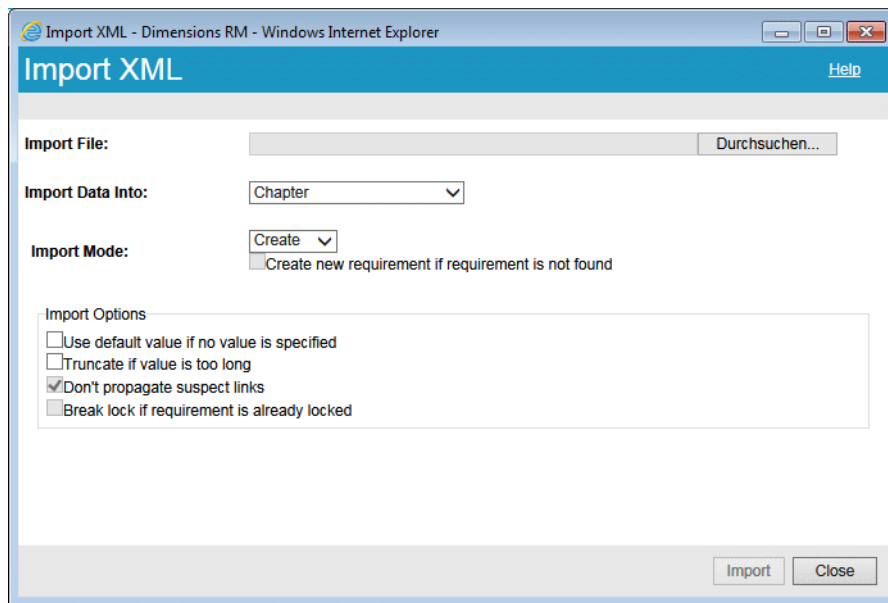 Import XML - Dimensions RM - Windows Internet Explorer
Import XML
Help
Import File:
Durchsuchen...
Import Data Into:
Chapter
Import Mode:
Create
Create new requirement if requirement is not found
Import Options
Use default value if no value is specified
Truncate if value is too long
Don't propagate suspect links
Break lock if requirement is already locked
Import
Close